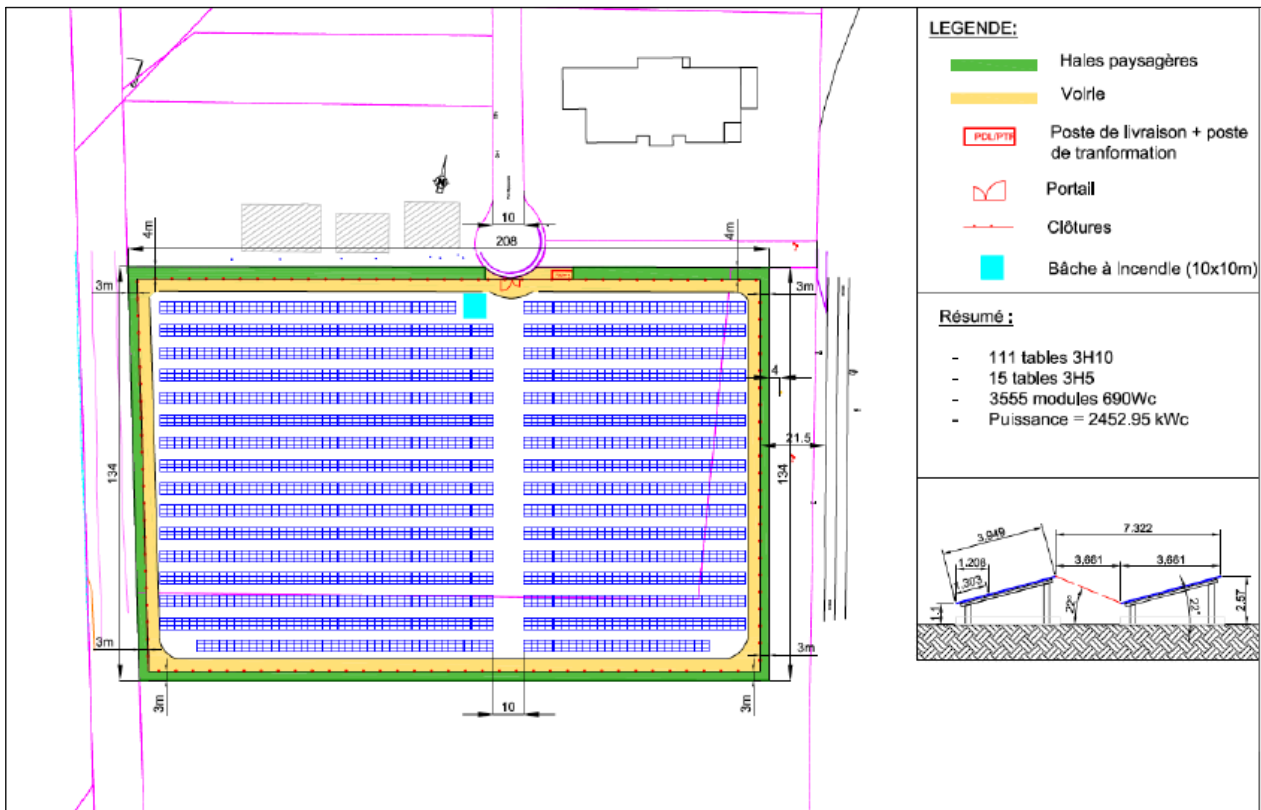 10
208
4m
4m
3m
3m
4
21.5
134
134
3m
3m
3m
3m
10
LEGENDE:
Haies paysagères
Voirie
PDL/PTR
Poste de livraison + poste
de tranformation
Portail
Clôtures
Bâche à Incendie (10x10m)
Résumé :
- 111 tables 3H10
- 15 tables 3H5
- 3555 modules 690Wc
- Puissance = 2452.95 kWc
3,949
7.322
1.208
3,661
3,661
1.303
1.1
22°
22°
2,57